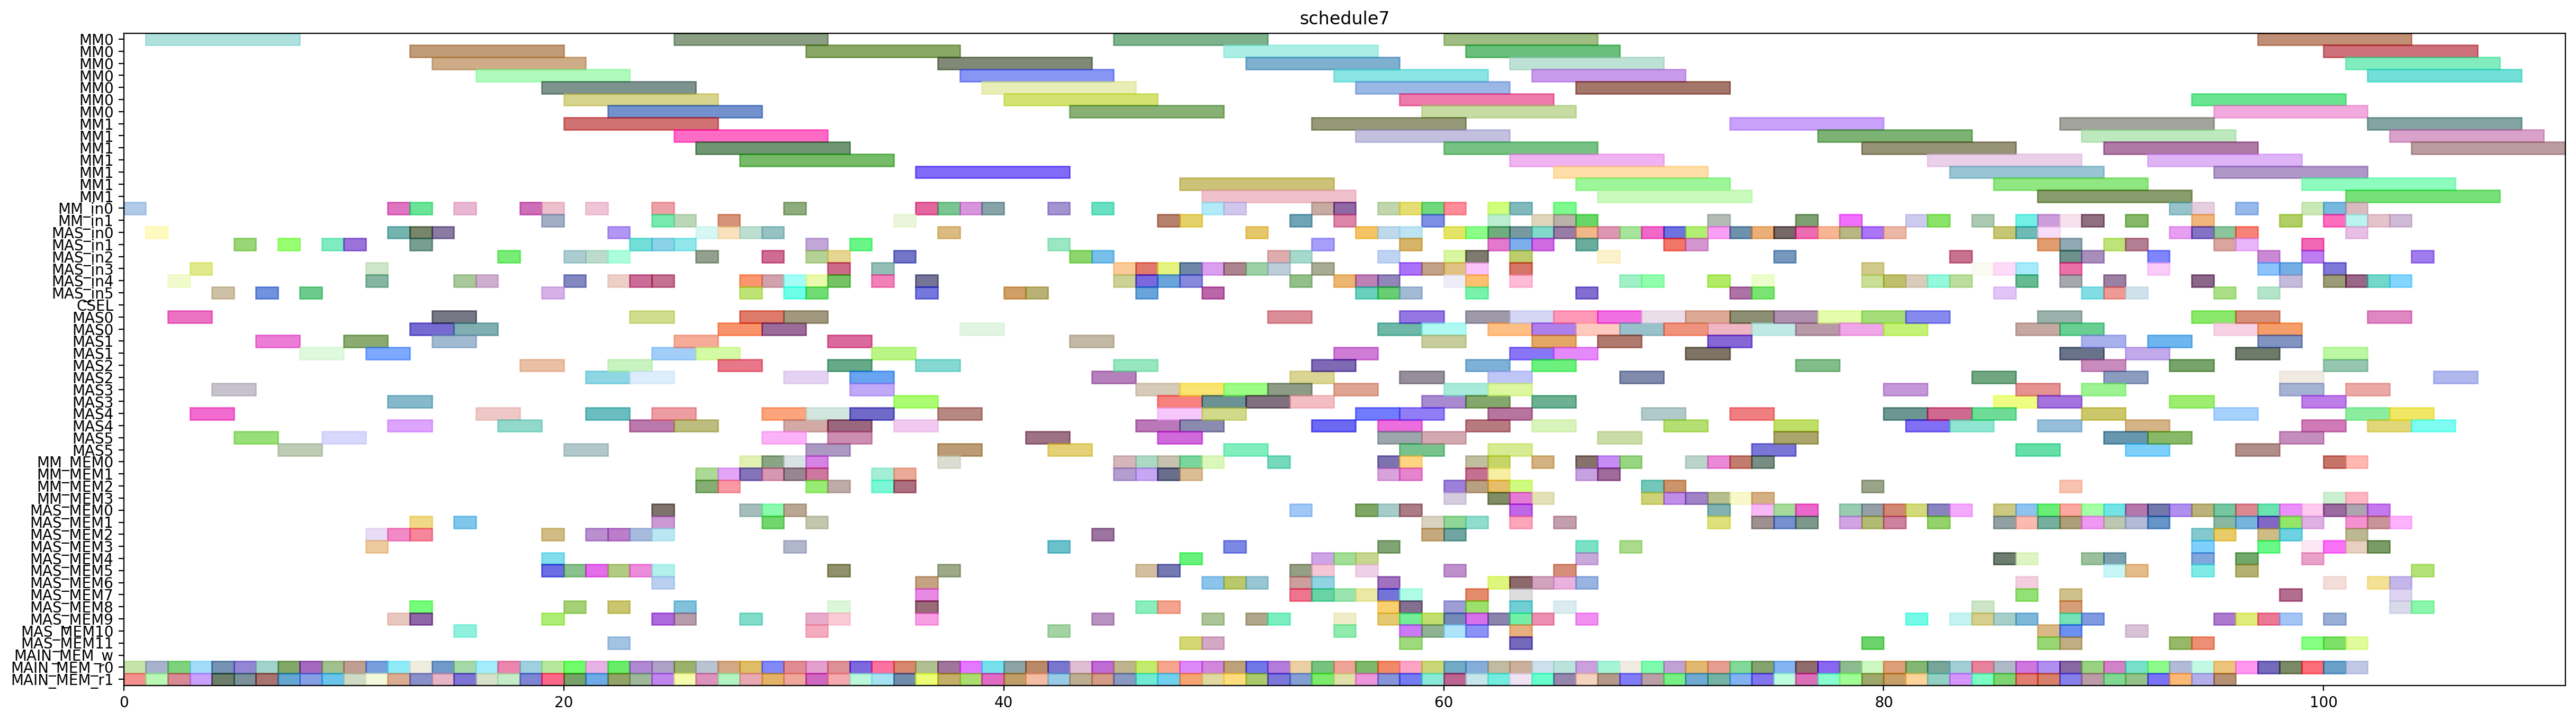 schedule7
MM0
MM0
MM0
MM0
MM0
MM0
MM0
MM1
MM1
MM1
MM1
MM1
MM1
MM1
MM_in0
MM_in1
MAS_in0
MAS_in1
MAS_in2
MAS_in3
MAS_in4
MAS_in5
CSEL
MAS0
MAS0
MAS1
MAS1
MAS2
MAS2
MAS3
MAS3
MAS4
MAS4
MAS5
MAS5
MM_MEM0
MM_MEM1
MM_MEM2
MM_MEM3
MAS_MEM0
MAS_MEM1
MAS_MEM2
MAS_MEM3
MAS_MEM4
MAS_MEM5
MAS_MEM6
MAS_MEM7
MAS_MEM8
MAS_MEM9
MAS_MEM10
MAS_MEM11
MAIN_MEM_w
MAIN_MEM_r0
MAIN_MEM_r1
0 20 40 60 80 100